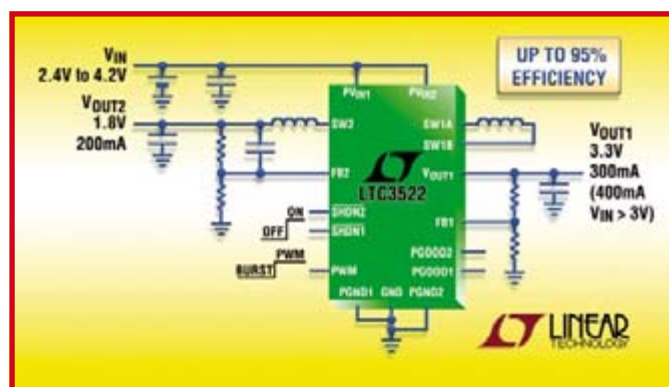 VIN
2.4V to 4.2V
UP TO 95%
EFFICIENCY
VOUT2
1.8V
200mA
PVIN1
PVIN2
SW2
SW1A
SW1B
VOUT1
3.3V
300mA
(400mA
VIN > 3V)
FB2
VOUT1
LTC3522
FB1
ON
OFF
SHDN2
SHDN1
PGOOD2
PGOOD1
PWM
BURST
PWM
PGND1
GND
PGND2
LINEAR
TECHNOLOGY